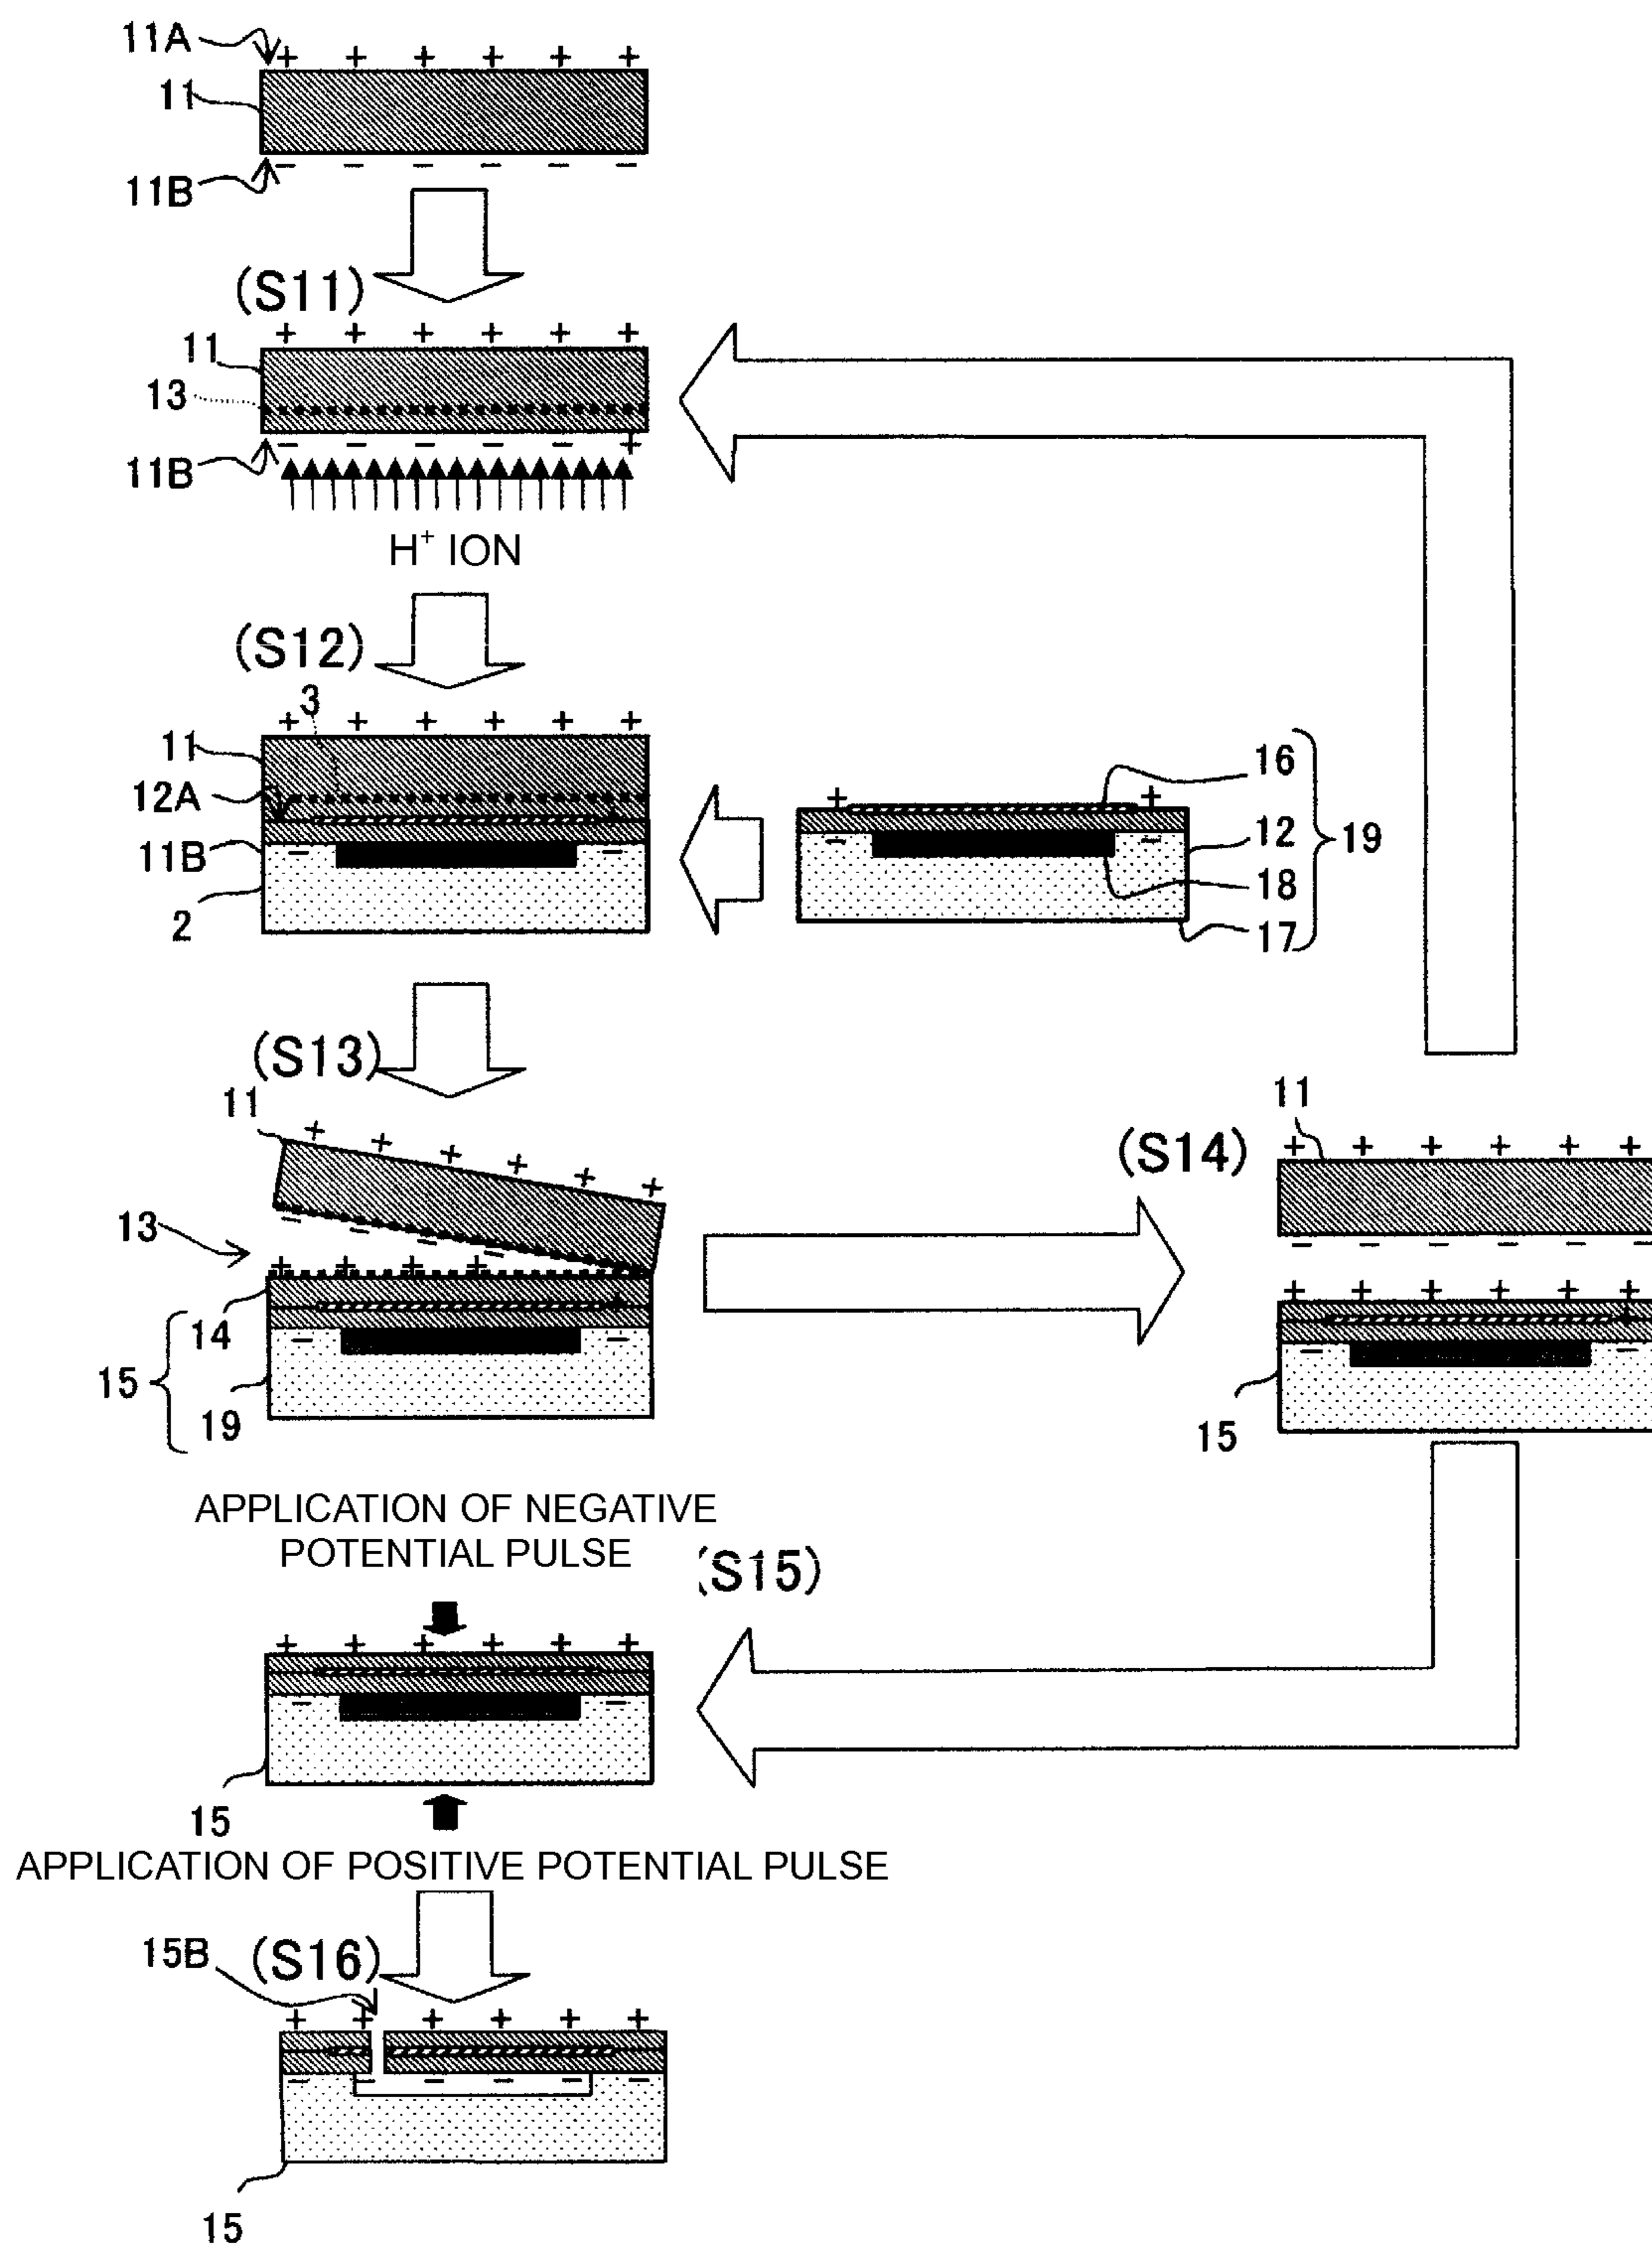 11A
+ + + + + +
11
− − − − − −
11B
(S11)
+ + + + + +
11
13
− − − − − +
11B
H+ ION
(S12)
3
+ + + + + +
11
12A
11B
− −
2
+ +
16
12
19
− −
18
17
(S13)
11
+ + + + + +
− − − −
13
+ + + +
14
− −
15
19
(S14)
11
+ + + + + +
− − − − − −
+ + + + + +
− −
15
APPLICATION OF NEGATIVE
POTENTIAL PULSE
(S15)
+ + + + + +
− −
15
APPLICATION OF POSITIVE POTENTIAL PULSE
15B
(S16)
+ + + + + +
− − − − − −
15